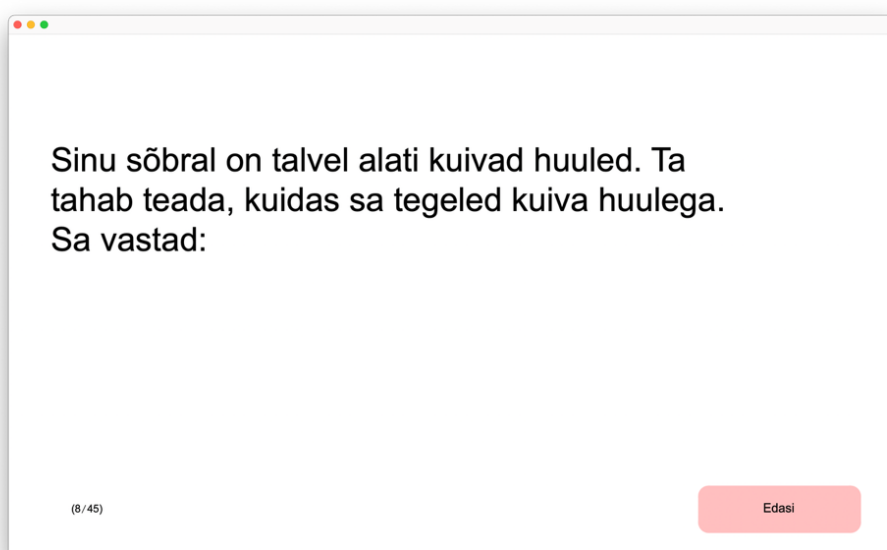 Sinu sõbral on talvel alati kuivad huuled. Ta
tahab teada, kuidas sa tegeled kuiva huulega.
Sa vastad:
(8/45)
Edasi